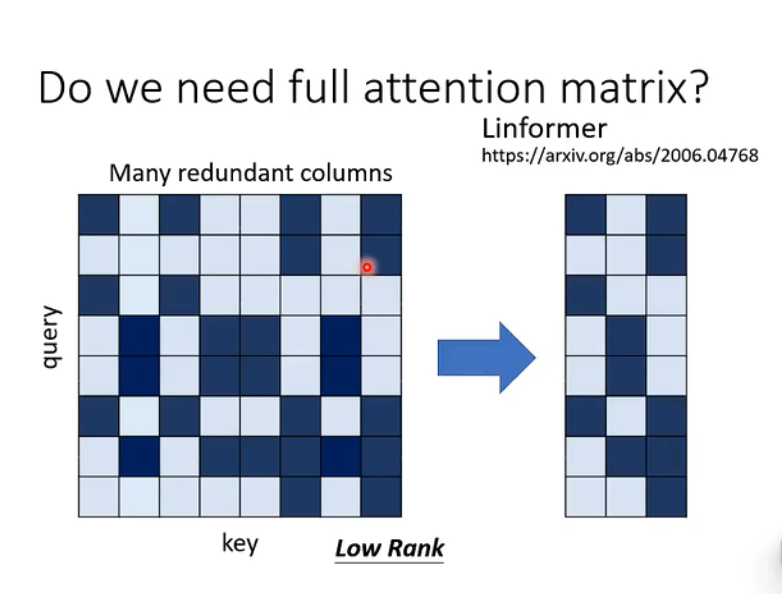 Do we need full attention matrix?
Linformer
https://arxiv.org/abs/2006.04768
Many redundant columns
query
key
Low Rank